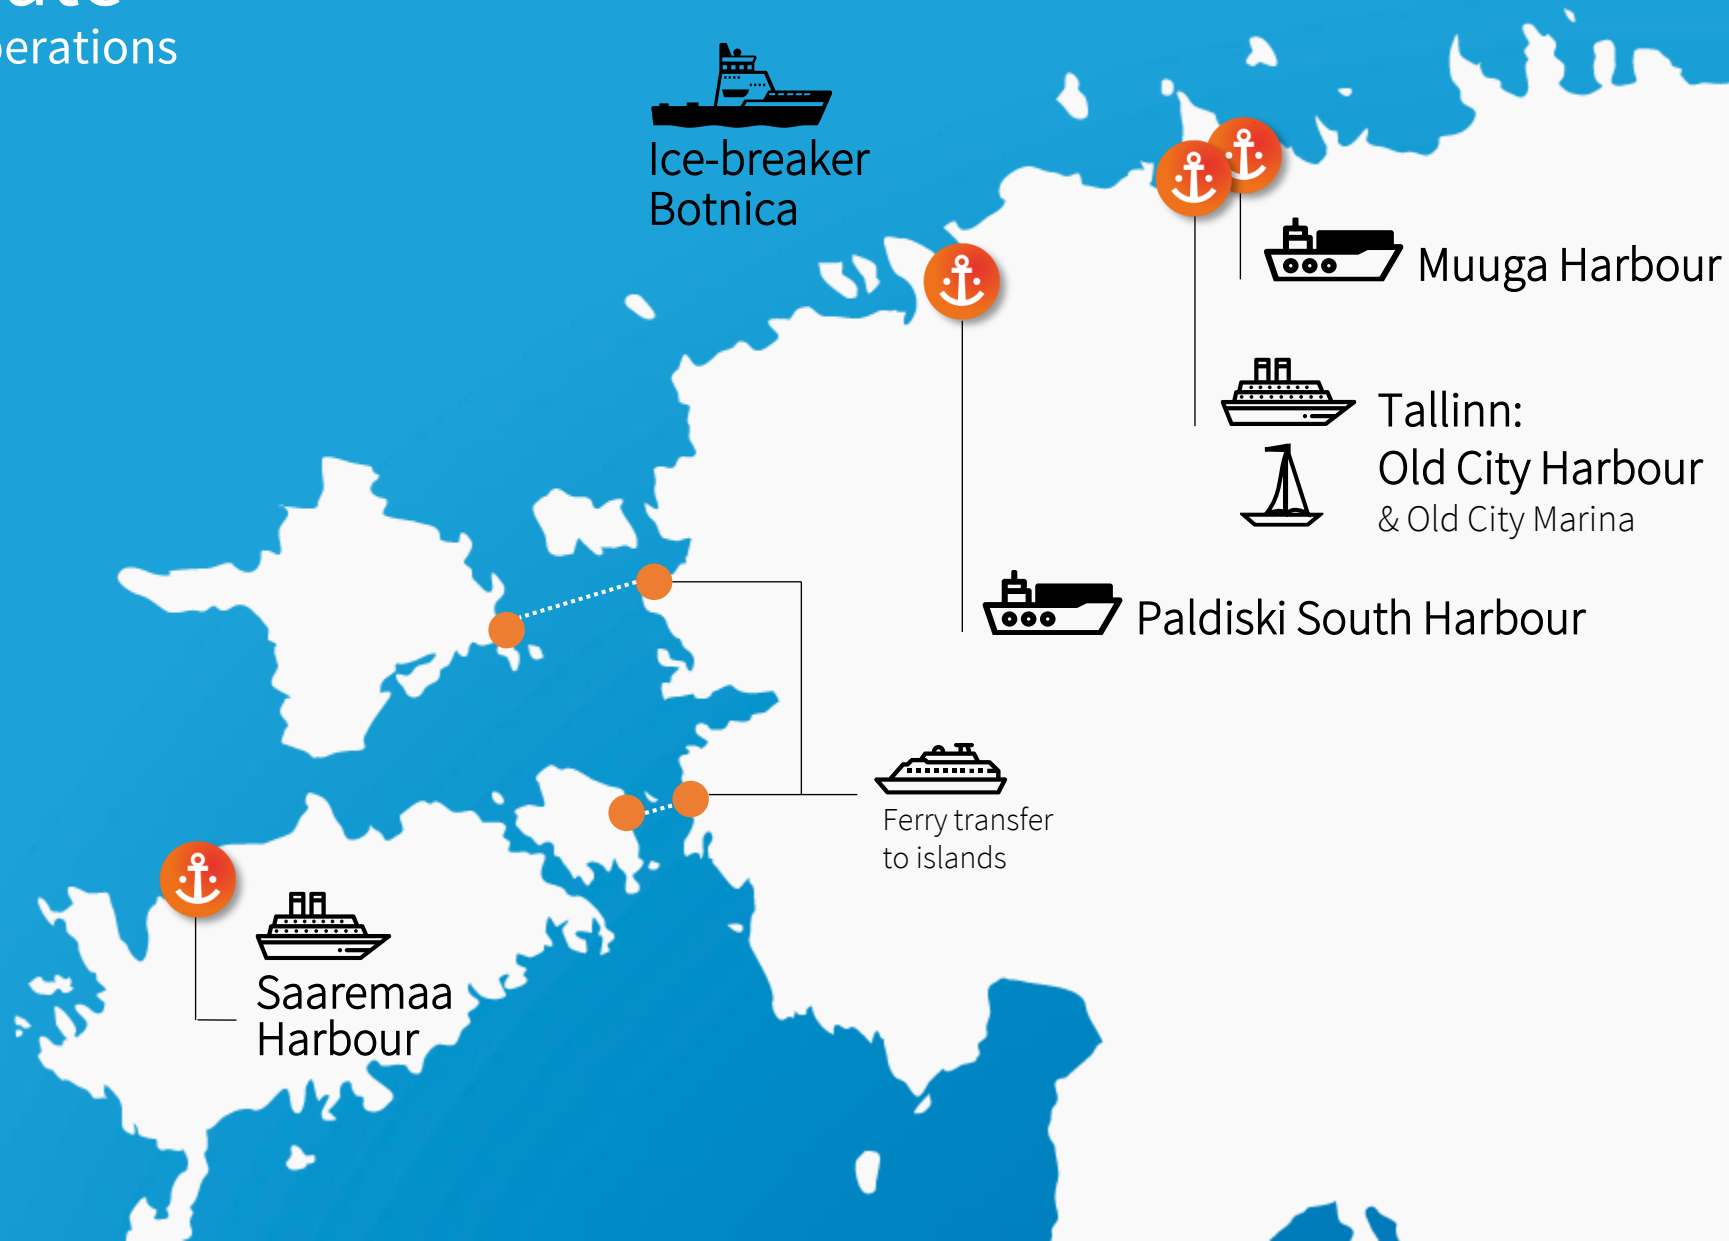 perations
Ice-breaker
Botnica
Muuga Harbour
Tallinn:
Old City Harbour
& Old City Marina
Paldiski South Harbour
Ferry transfer
to islands
Saaremaa
Harbour